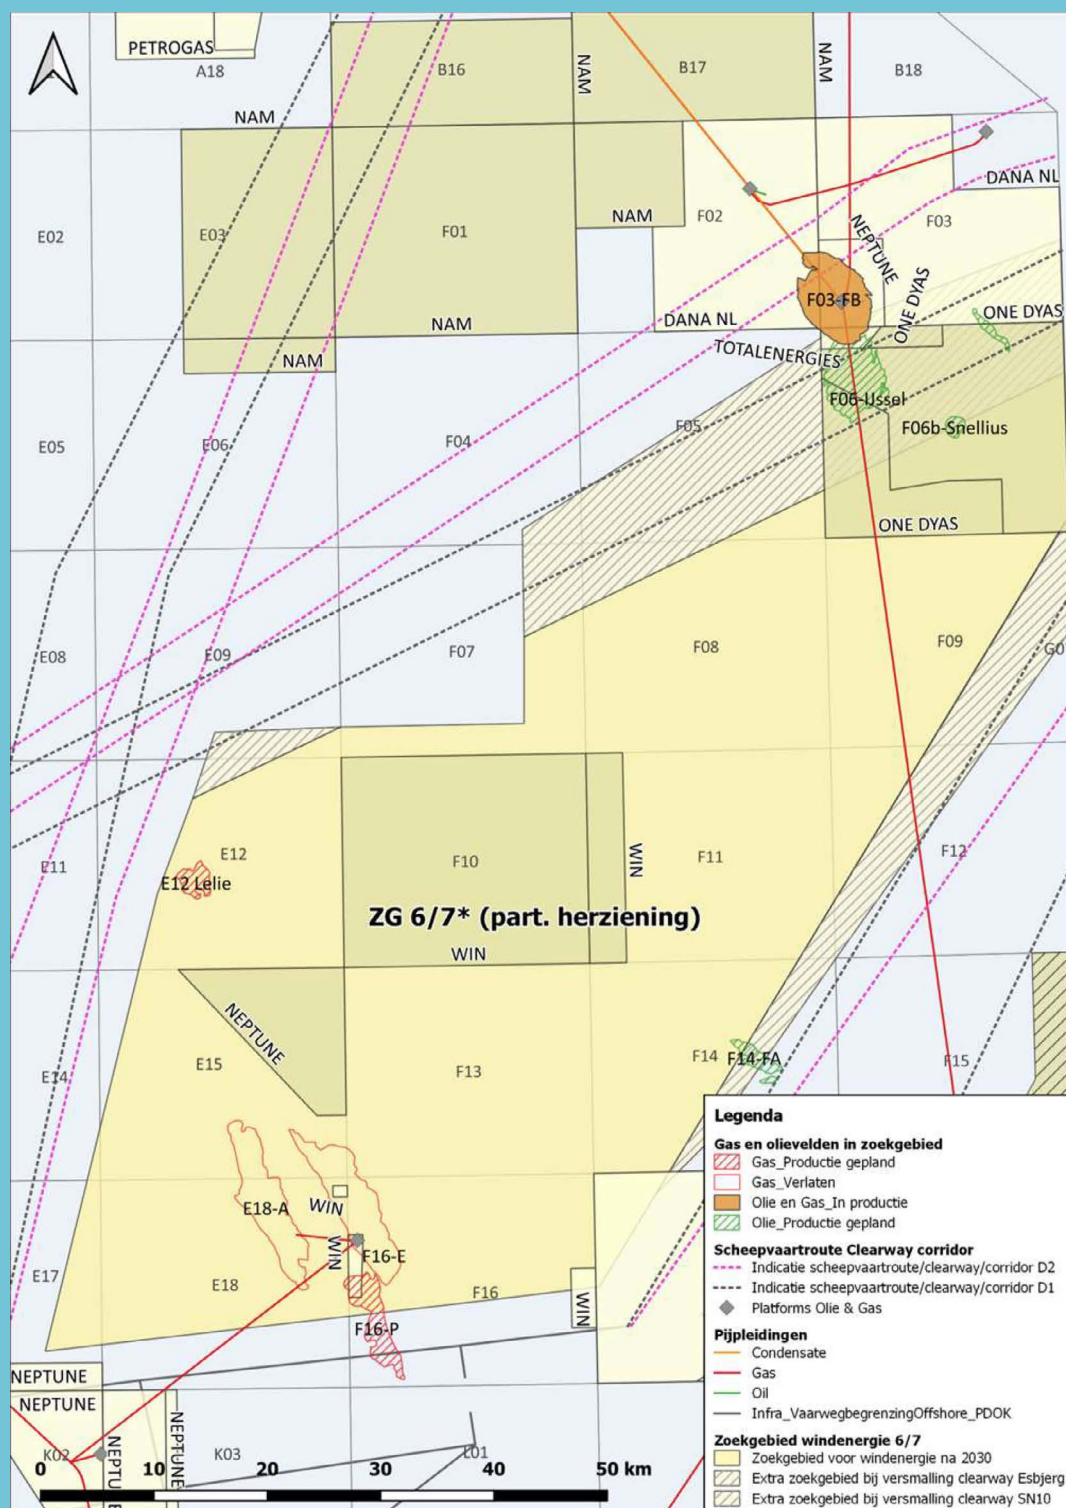 PETROGAS
A18
B16
B17
B18
NAM
NAM
NAM
DANA NL
E02
E03
F01
NAM
F02
F03
NEPTUNE
F03-FB
ONE DYAS
NAM
DANA NL
ONE DYAS
NAM
TOTALENERGIES
F06-IJssel
E05
E06
F04
F05
F06b-Snellius
ONE DYAS
E08
E09
F07
F08
F09
G0
E11
E12
E12 Lelie
F10
WIN
F11
F12
ZG 6/7* (part. herziening)
WIN
NEPTUNE
E14
E15
F13
F14
F14-FA
F15
E18-A
WIN
WIN
F16-E
E17
E18
F16
WIN
F16-P
NEPTUNE
NEPTUNE
K02
NEPTU
E
NEPTUNE
K03
L01
0 10 20 30 40 50 km
Legenda
Gas en olievelden in zoekgebied
Gas_Productie gepland
Gas_Verlaten
Olie en Gas_In productie
Olie_Productie gepland
Scheepvaartroute Clearway corridor
Indicatie scheepvaartroute/clearway/corridor D2
Indicatie scheepvaartroute/clearway/corridor D1
Platforms Olie & Gas
Pijpleidingen
Condensate
Gas
Oil
Infra_VaarwegbegrenzingOffshore_PDOK
Zoekgebied windenergie 6/7
Zoekgebied voor windenergie na 2030
Extra zoekgebied bij versmalling clearway Esbjerg
Extra zoekgebied bij versmalling clearway SN10